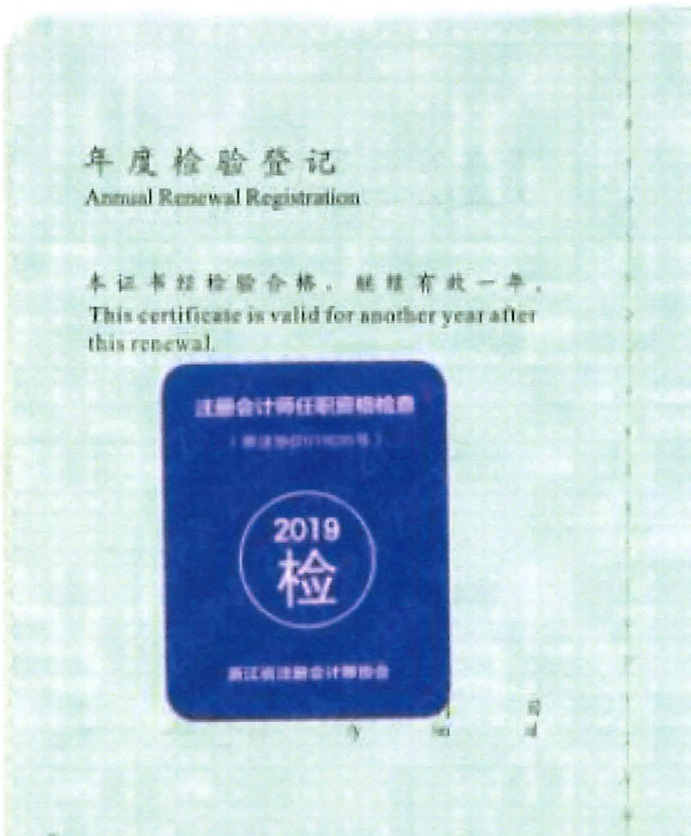 年度检验登记
Annual Renewal Registration
本证书经检验合格，继续有效一年。
This certificate is valid for another year after
this renewal.
注册会计师任职资格检查
2019
检
浙江省注册会计师协会